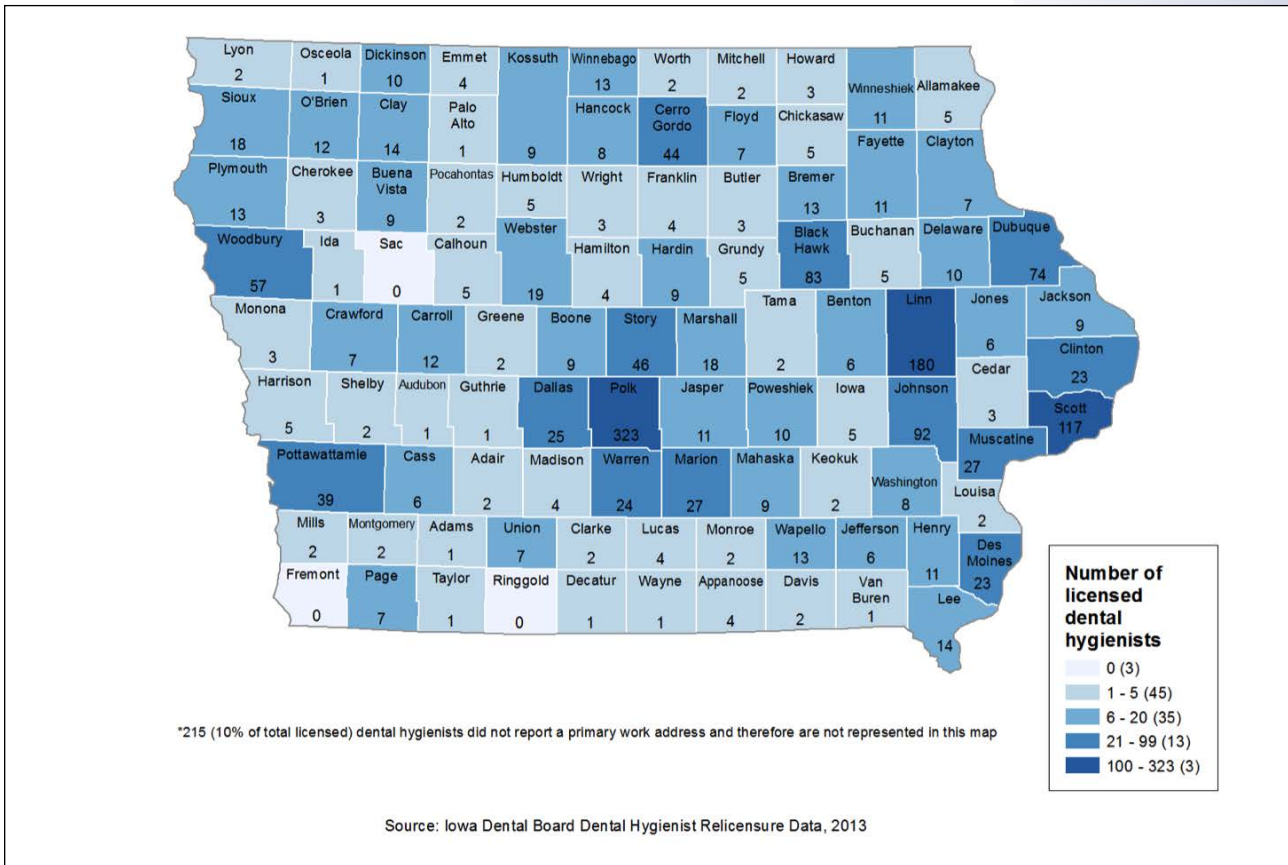 Lyon
2
Osceola
1
Dickinson
10
Emmet
4
Kossuth
9
Winnebago
13
Worth
2
Mitchell
2
Howard
3
Winneshiek
11
Allamakee
5
Sioux
18
O'Brien
12
Clay
14
Palo
Alto
1
Hancock
8
Cerro
Gordo
44
Floyd
7
Chickasaw
5
Fayette
11
Clayton
7
Plymouth
13
Cherokee
3
Buena
Vista
9
Pocahontas
2
Humboldt
5
Wright
3
Franklin
4
Butler
3
Bremer
13
Woodbury
57
Ida
1
Sac
0
Calhoun
5
Webster
19
Hamilton
4
Hardin
9
Grundy
5
Black
Hawk
83
Buchanan
5
Delaware
10
Dubuque
74
Monona
3
Crawford
7
Carroll
12
Greene
2
Boone
9
Story
46
Marshall
18
Tama
2
Benton
6
Linn
180
Jones
6
Jackson
9
Clinton
23
Harrison
5
Shelby
2
Audubon
1
Guthrie
1
Dallas
25
Polk
323
Jasper
11
Poweshiek
10
Iowa
5
Johnson
92
Cedar
3
Scott
117
Muscatine
27
Pottawattamie
39
Cass
6
Adair
2
Madison
4
Warren
24
Marion
27
Mahaska
9
Keokuk
2
Washington
8
Louisa
2
Mills
2
Montgomery
2
Adams
1
Union
7
Clarke
2
Lucas
4
Monroe
2
Wapello
13
Jefferson
6
Henry
11
Des
Moines
23
Fremont
0
Page
7
Taylor
1
Ringgold
0
Decatur
1
Wayne
1
Appanoose
4
Davis
2
Van
Buren
1
Lee
14
Number of
licensed
dental
hygienists
0 (3)
1 - 5 (45)
6 - 20 (35)
21 - 99 (13)
100 - 323 (3)
*215 (10% of total licensed) dental hygienists did not report a primary work address and therefore are not represented in this map
Source: Iowa Dental Board Dental Hygienist Relicensure Data, 2013